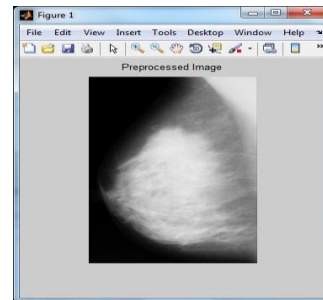 Figure 1
File Edit View Insert Tools Desktop Window Help
Preprocessed Image